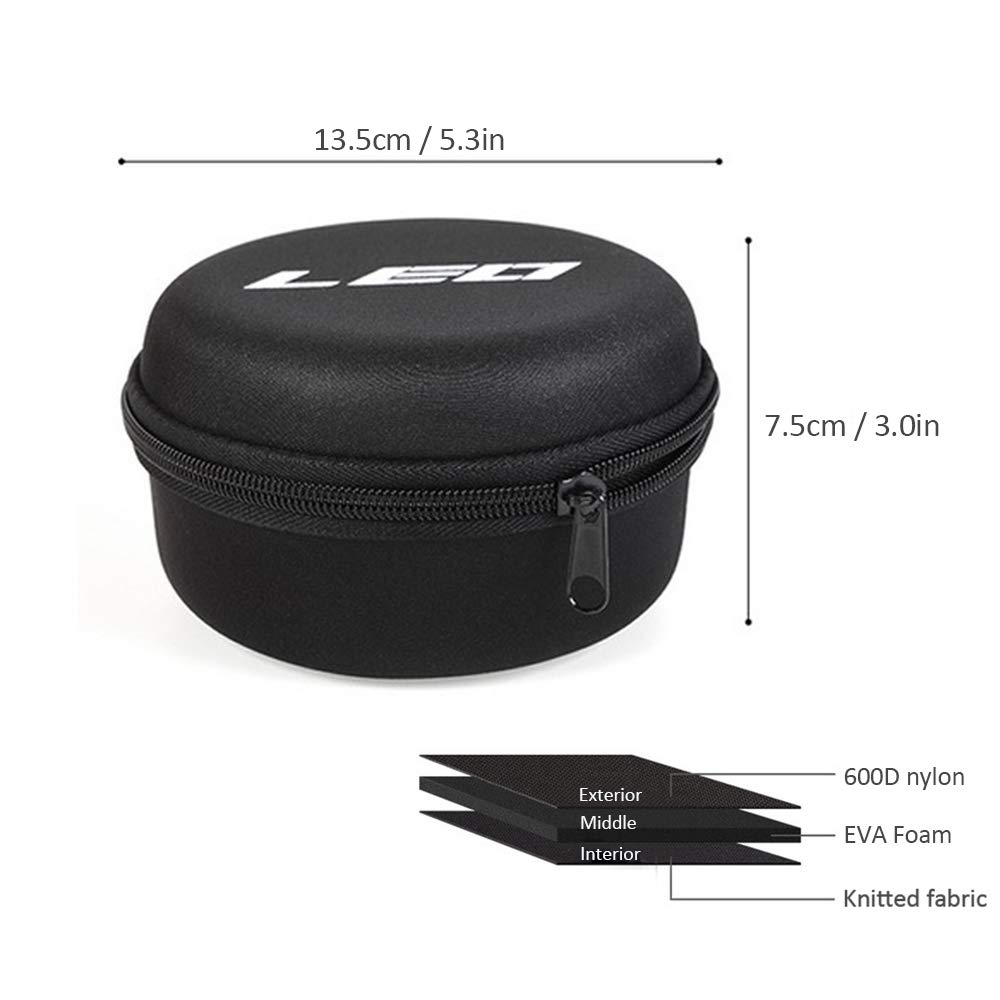 13.5cm / 5.3in
LEO
7.5cm / 3.0in
Exterior
600D nylon
Middle
EVA Foam
Interior
Knitted fabric